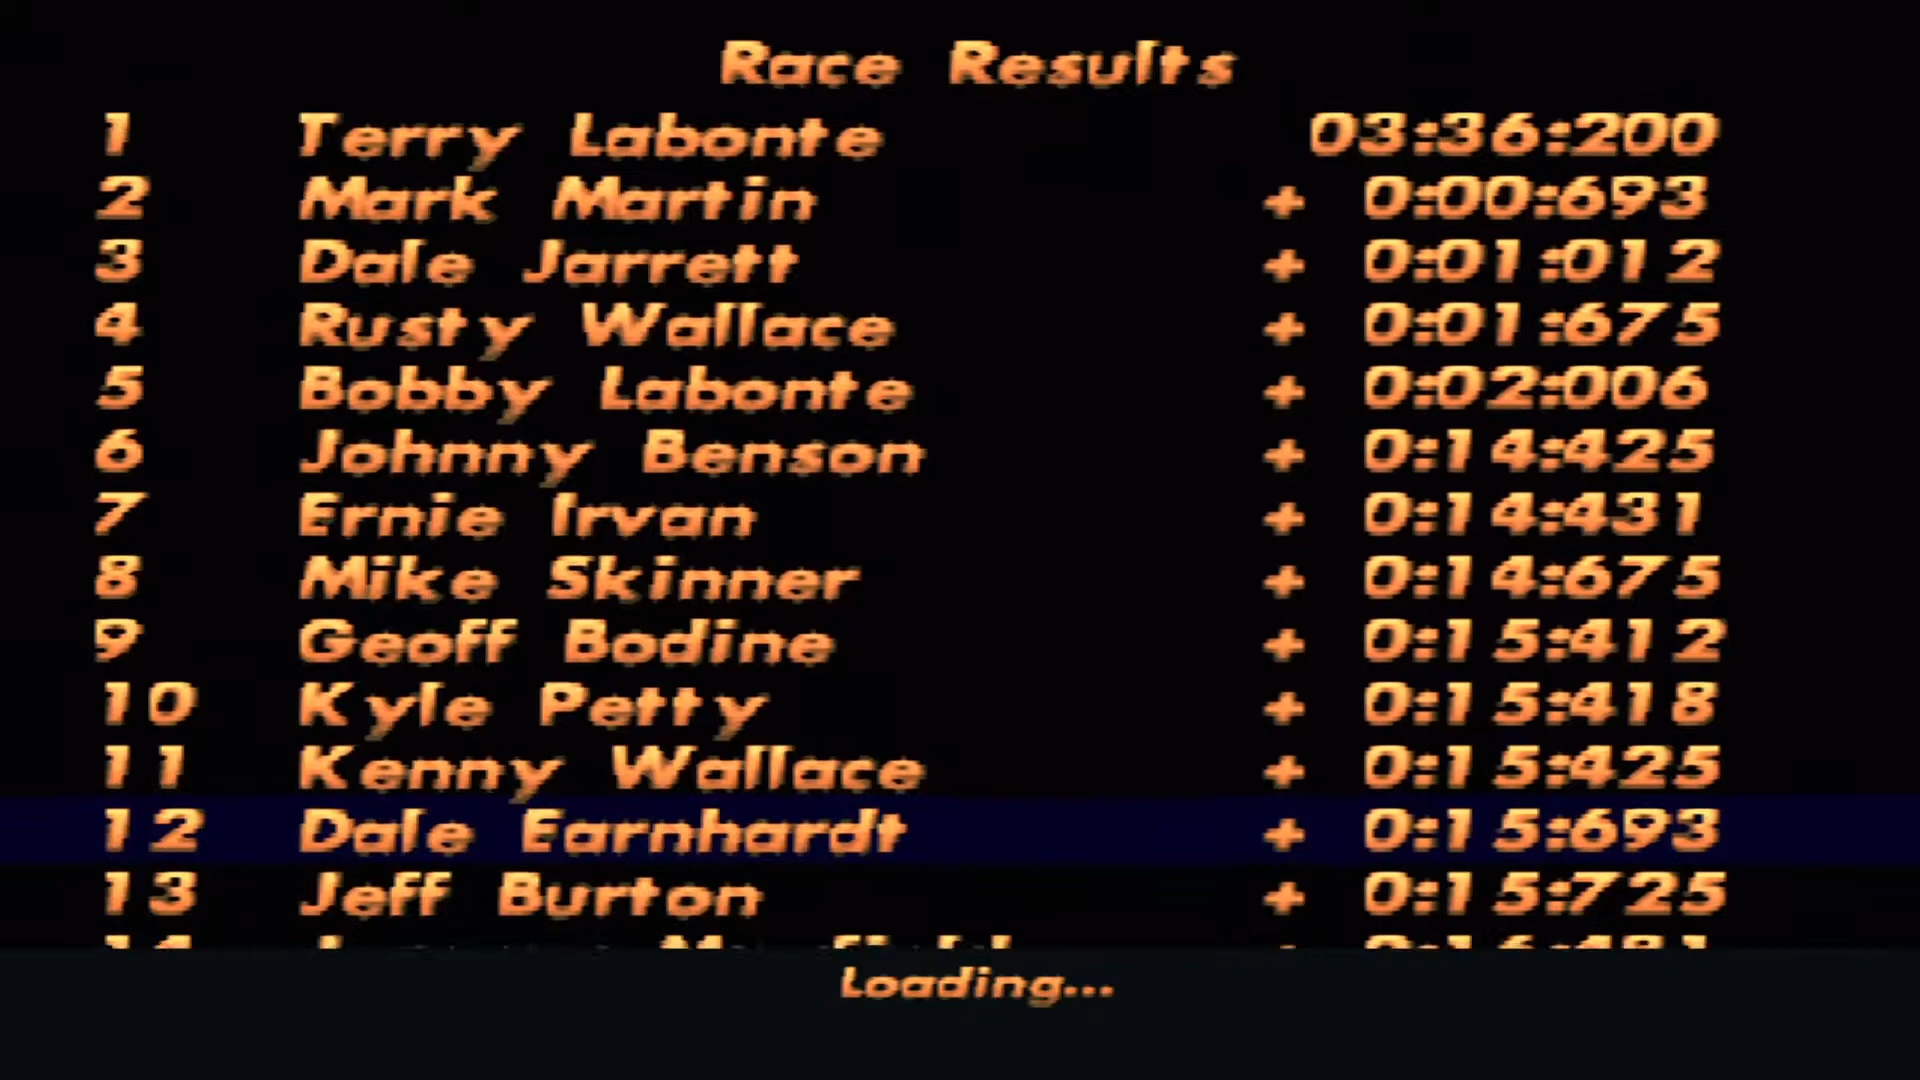 Race Results
1 Terry Labonte 03:36:200
2 Mark Martin + 0:00:693
3 Dale Jarrett + 0:01:012
4 Rusty Wallace + 0:01:675
5 Bobby Labonte + 0:02:006
6 Johnny Benson + 0:14:425
7 Ernie Irvan + 0:14:431
8 Mike Skinner + 0:14:675
9 Geoff Bodine + 0:15:412
10 Kyle Petty + 0:15:418
11 Kenny Wallace + 0:15:425
12 Dale Earnhardt + 0:15:693
13 Jeff Burton + 0:15:725
Loading...